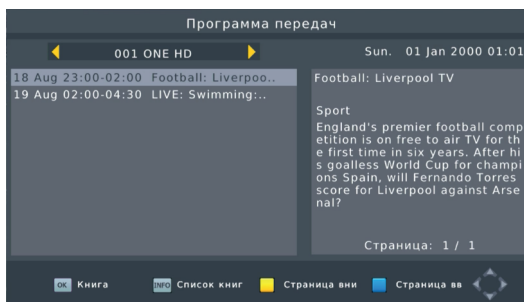 Программа передач
001 ONE HD
Sun. 01 Jan 2000 01:01
18 Aug 23:00-02:00 Football: Liverpoo..
19 Aug 02:00-04:30 LIVE: Swimming:..
Football: Liverpool TV
Sport
England's premier football comp
etition is on free to air TV for th
e first time in six years. After hi
s goalless World Cup for champi
ons Spain, will Fernando Torres
score for Liverpool against Arse
nal?
Страница: 1 / 1
OK Книга INFO Список книг Страница вни Страница вв